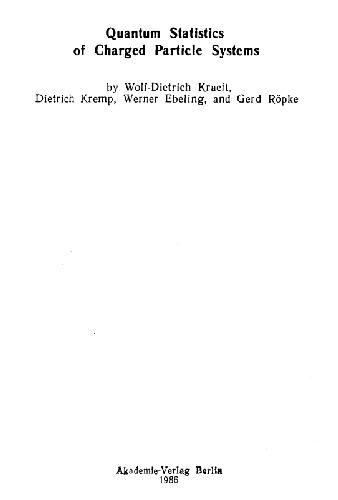 Quantum Statistics
of Charged Particle Systems
by Wolf-Dietrich Kraeft,
Dietrich Kremp, Werner Ebeling, and Gerd Röpke
Akademie-Verlag Berlin
1986